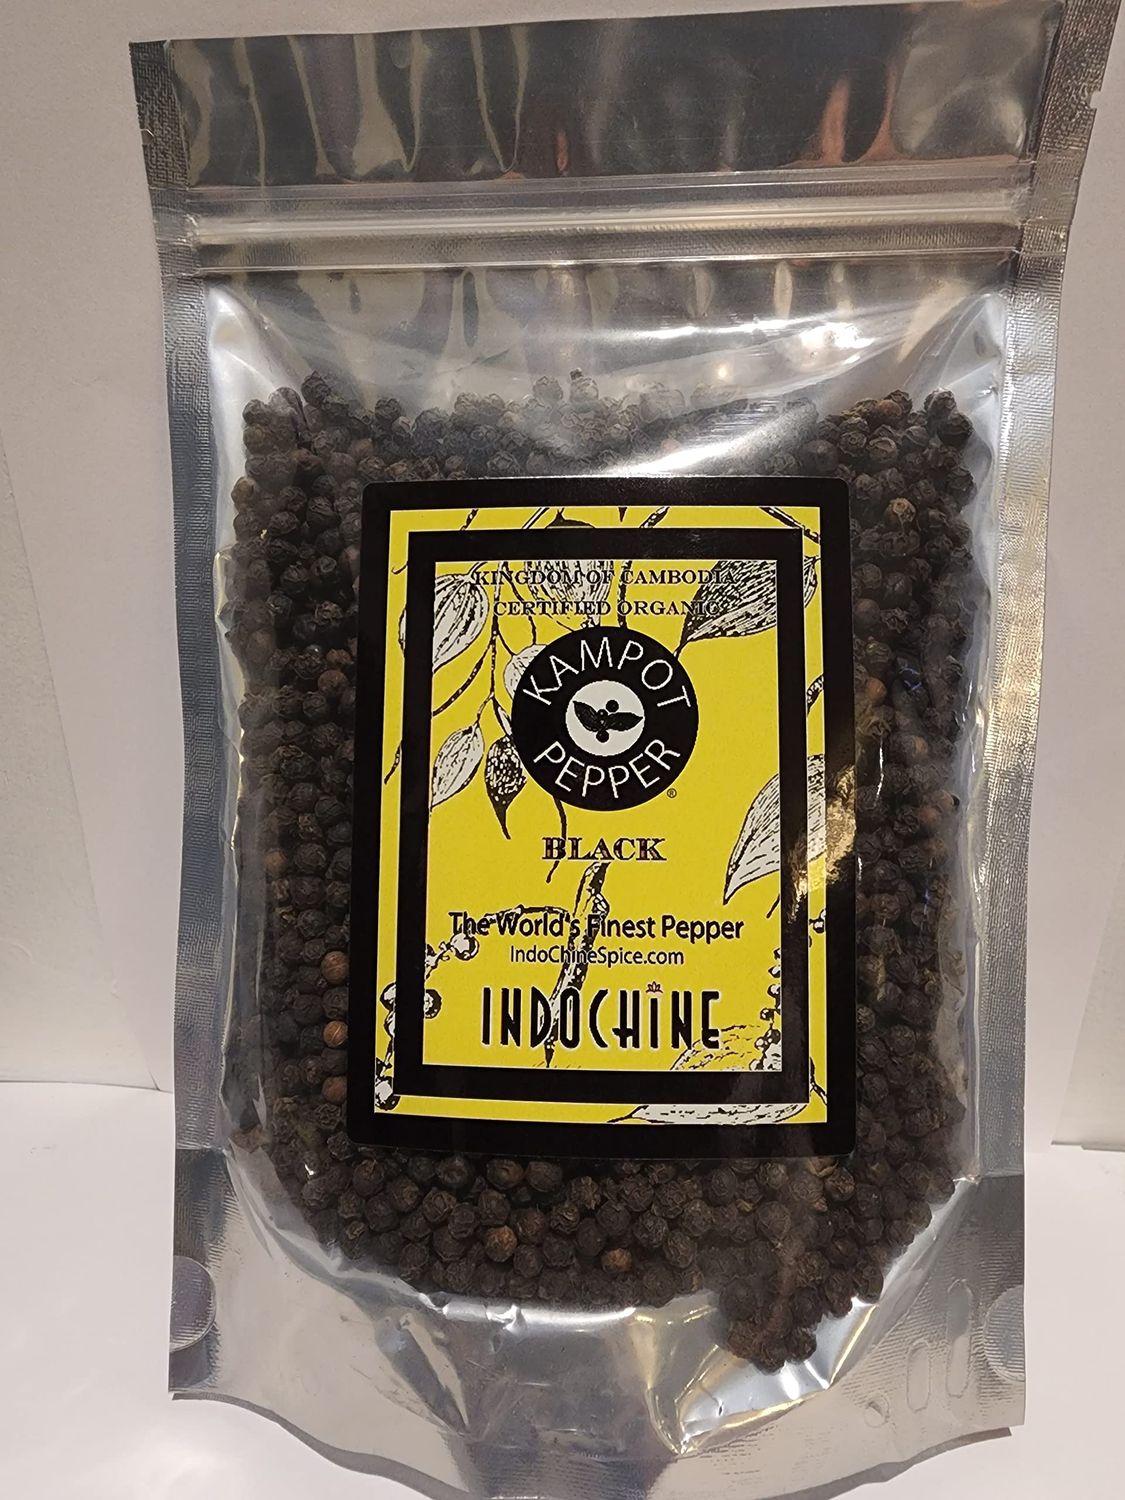 KINGDOM OF CAMBODIA
CERTIFIED ORGANIC
KAMPOT
PEPPER
®
BLACK
The World's Finest Pepper
IndoChineSpice.com
INDOCHINE